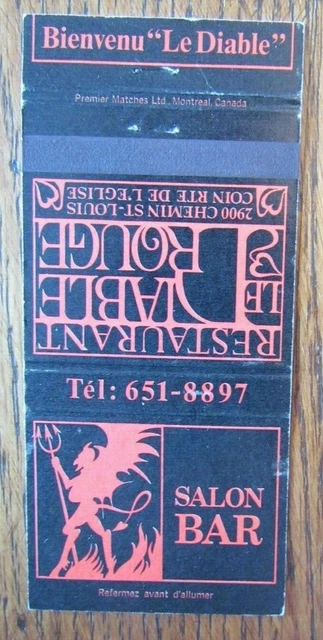 Bienvenu "Le Diable"
Premier Matches Ltd. Montreal, Canada
RESTAURANT
LE DIABLE
ROUGE
2900 CHEMIN ST-LOUIS
COIN RTE DE L'EGLISE
Tél: 651-8897
SALON
BAR
Refermez avant d'allumer